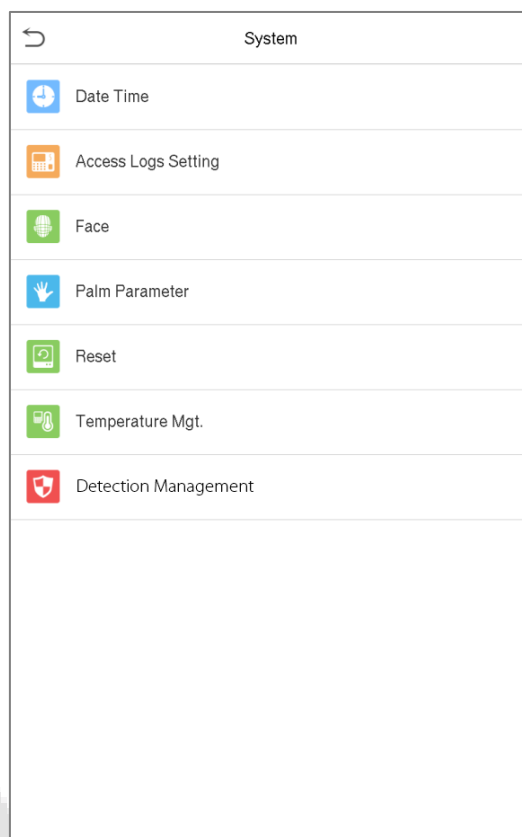 System
Date Time
Access Logs Setting
Face
Palm Parameter
Reset
Temperature Mgt.
Detection Management